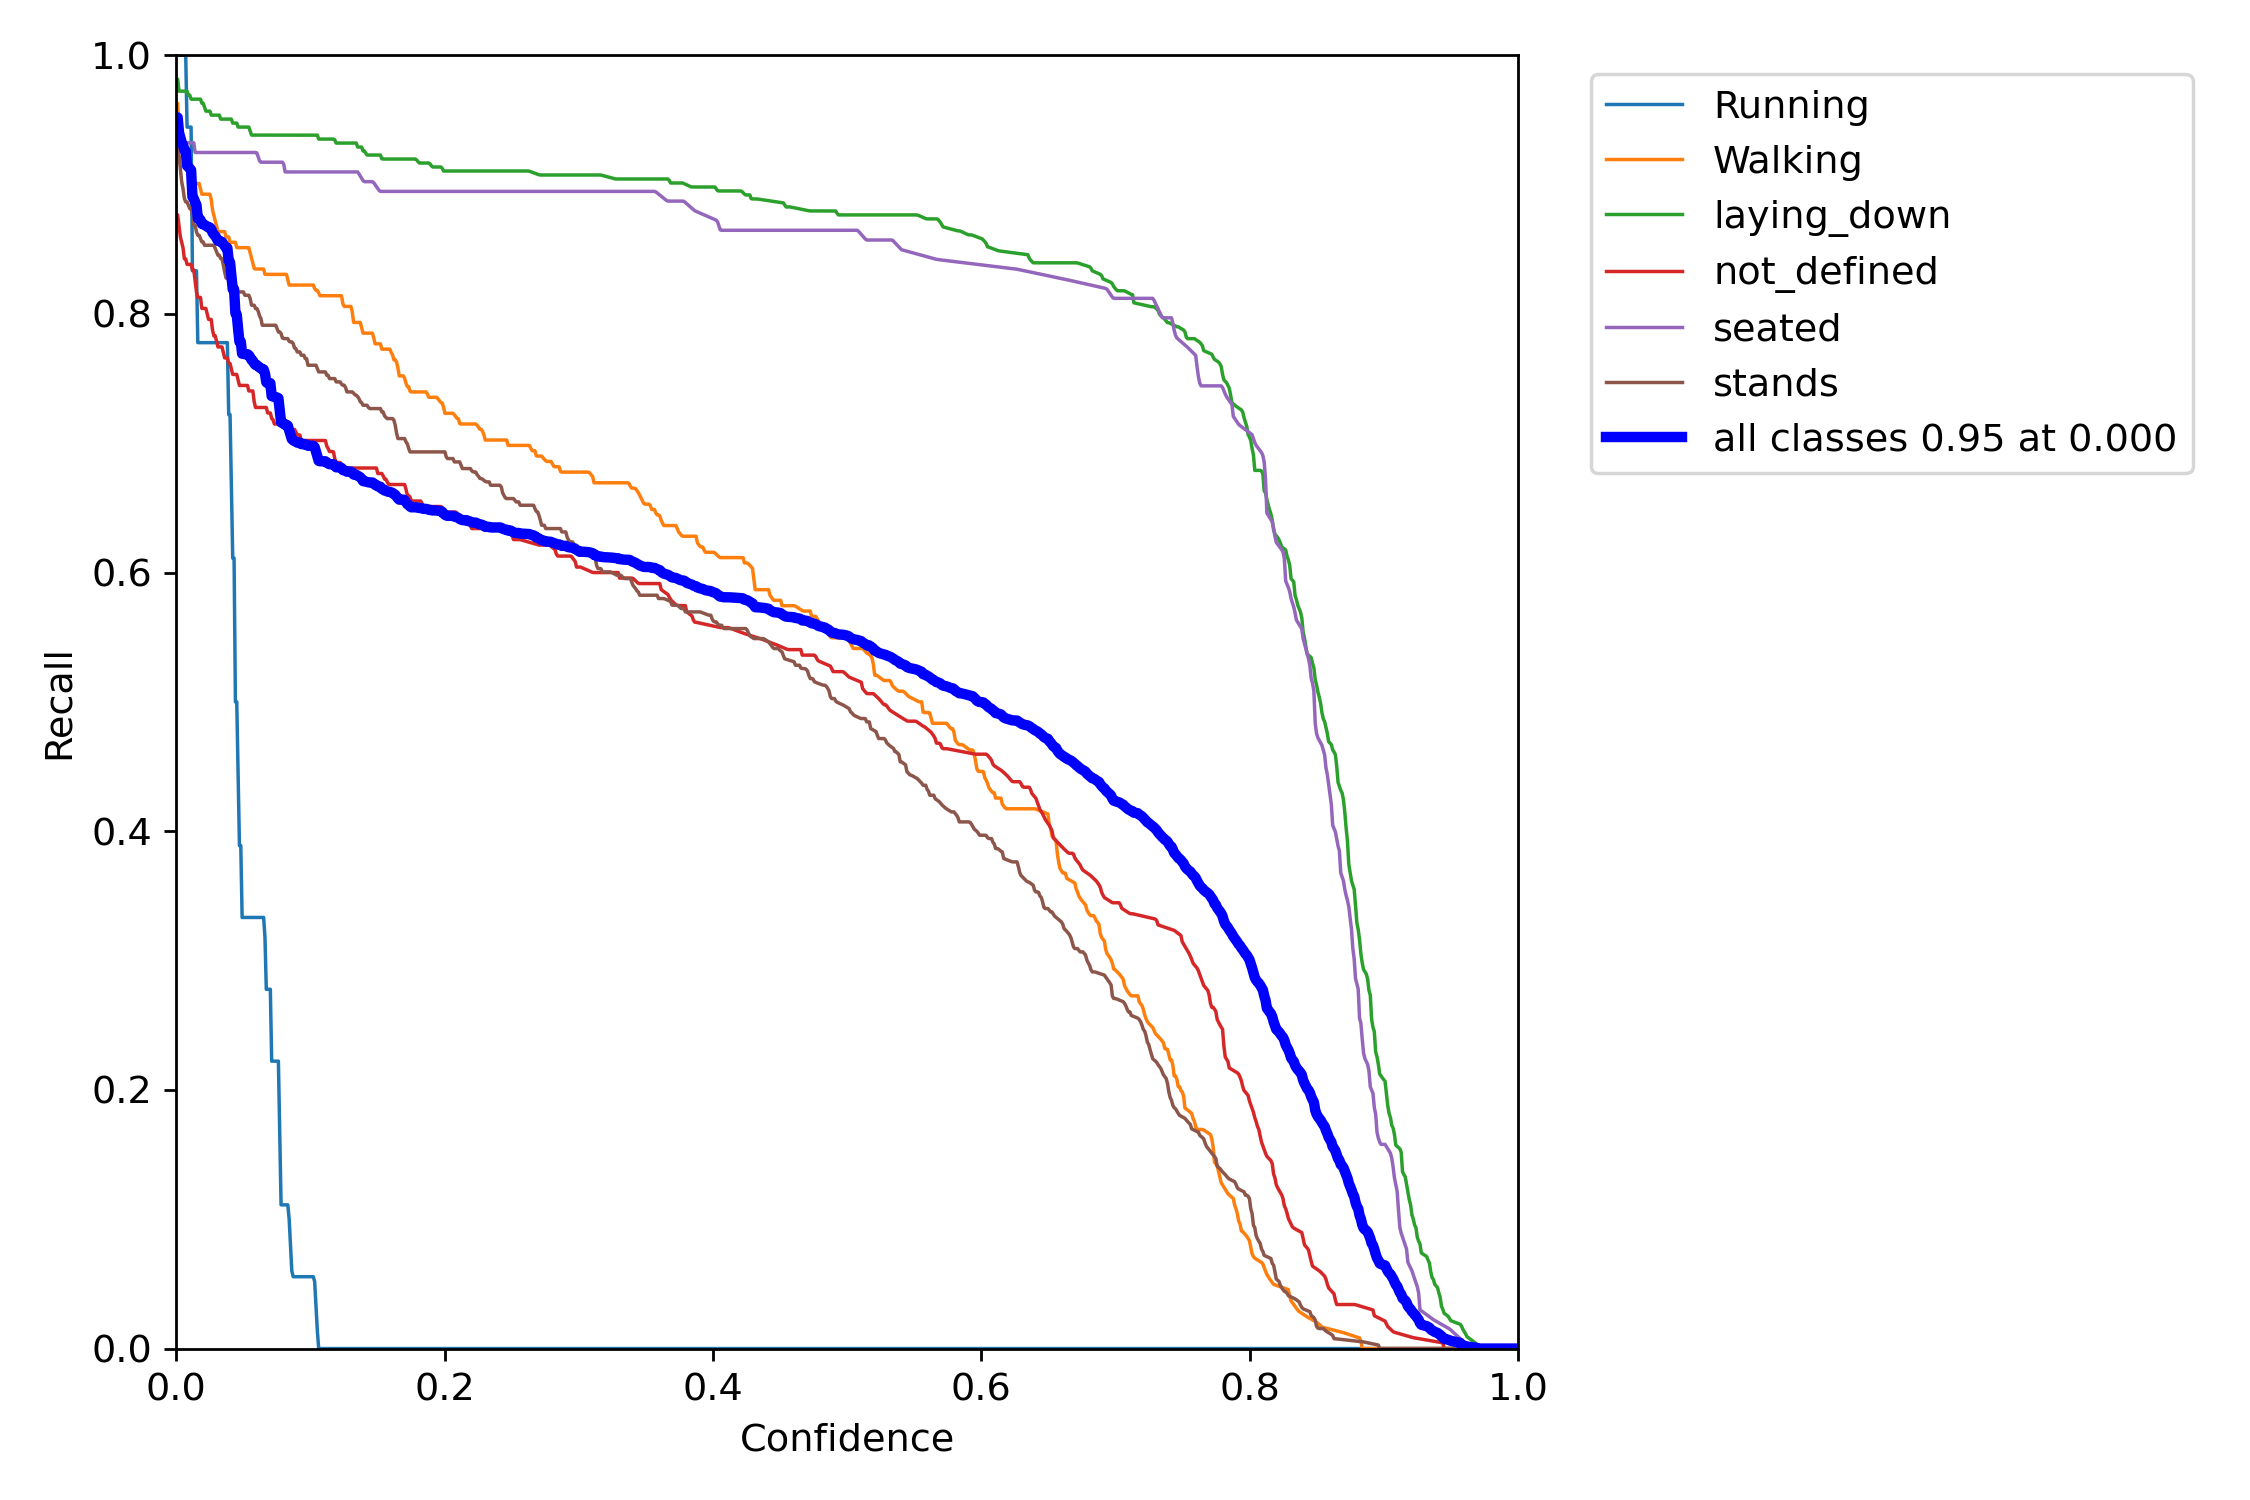 1.0
0.8
0.6
0.4
0.2
0.0
Recall
0.0 0.2 0.4 0.6 0.8 1.0
Confidence
Running
Walking
laying_down
not_defined
seated
stands
all classes 0.95 at 0.000